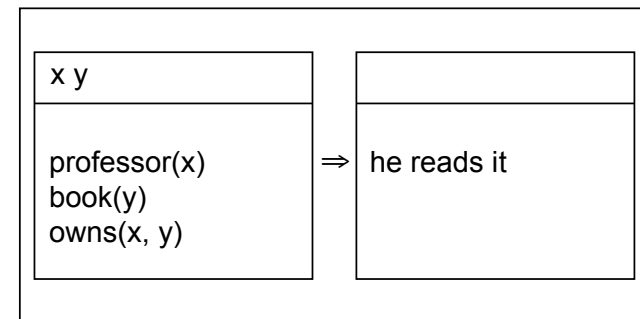 x y
professor(x)
book(y)
owns(x, y)
⇒
he reads it